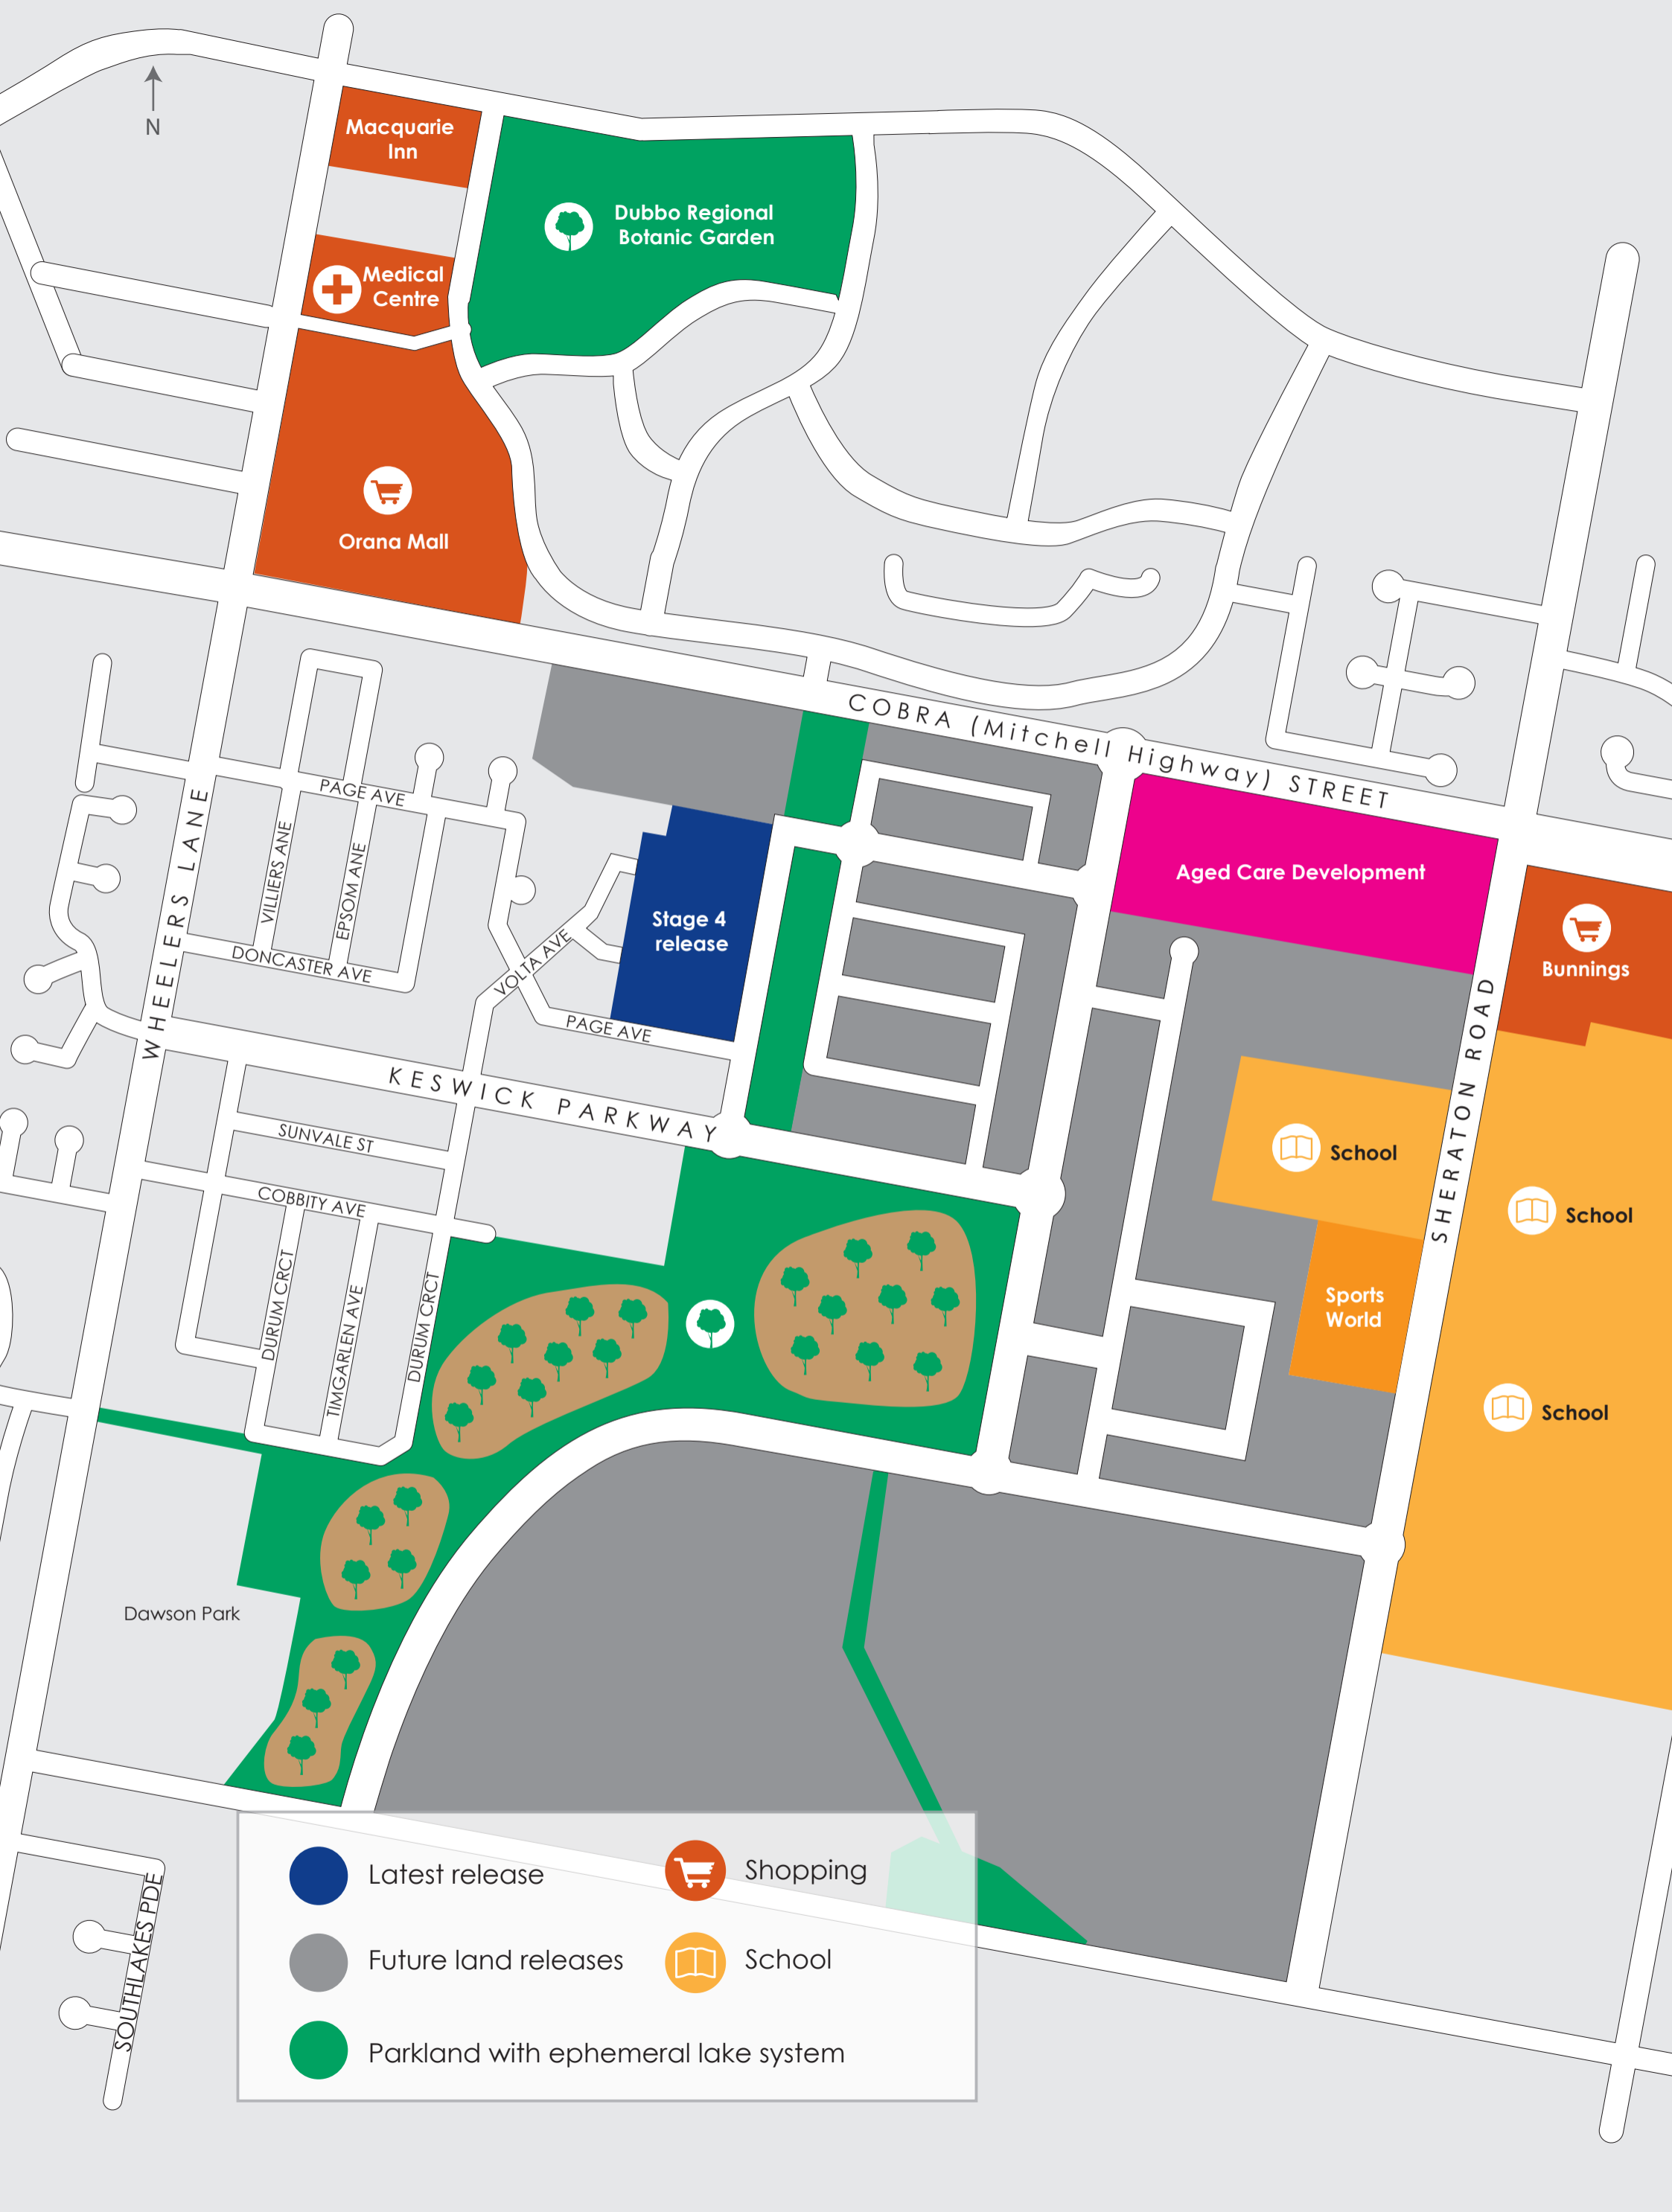 N
Macquarie
Inn
Dubbo Regional
Botanic Garden
Medical
Centre
Orana Mall
COBRA (Mitchell Highway) STREET
PAGE AVE
VILLIERS ANE
EPSOM ANE
DONCASTER AVE
WHEELERS LANE
VOLTA AVE
PAGE AVE
Stage 4
release
Aged Care Development
Bunnings
SHERATON ROAD
KESWICK PARKWAY
SUNVALE ST
COBBITY AVE
DURUM CRCT
TIMGARLEN AVE
DURUM CRCT
School
School
Sports
World
School
Dawson Park
SOUTHLAKES PDE
Latest release
Shopping
Future land releases
School
Parkland with ephemeral lake system